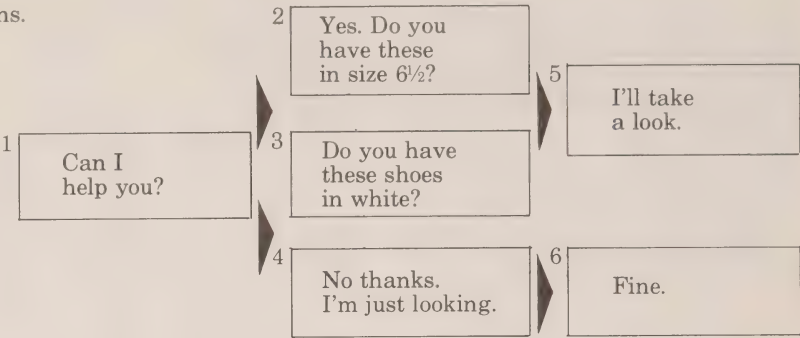 ns.
1
Can I
help you?
2
Yes. Do you
have these
in size 6½?
3
Do you have
these shoes
in white?
4
No thanks.
I'm just looking.
5
I'll take
a look.
6
Fine.